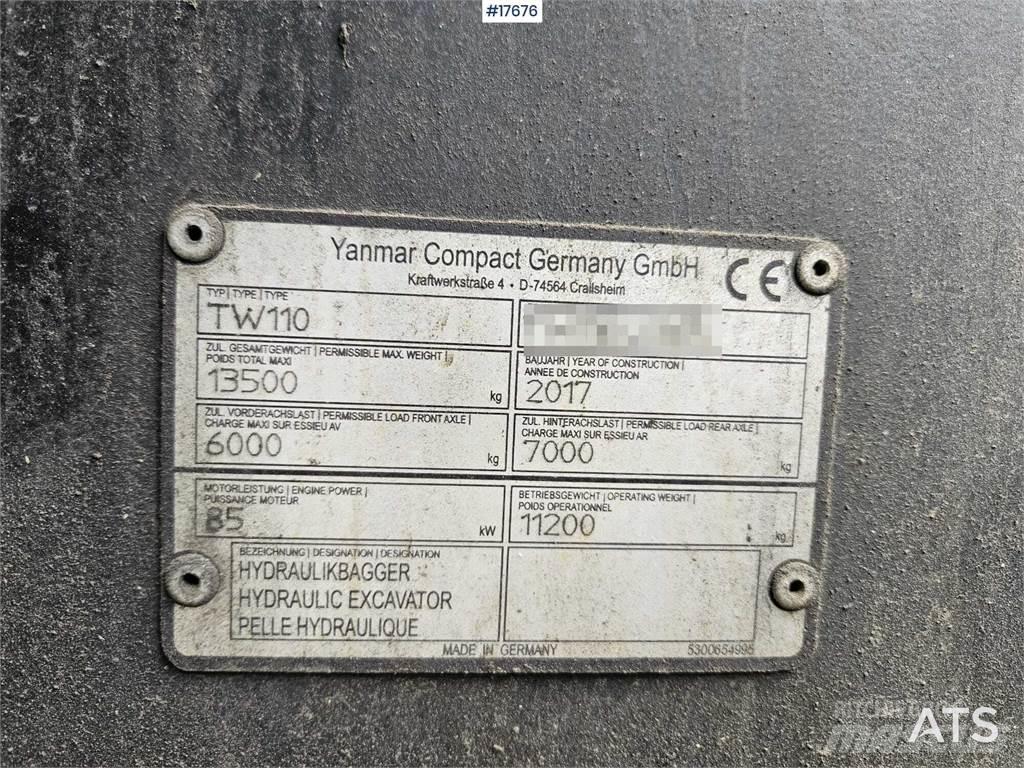 #17676
Yanmar Compact Germany GmbH
Kraftwerkstraße 4 • D-74564 Crailsheim
CE
TYP | TYPE | TYPE
TW110
ZUL. GESAMTGEWICHT | PERMISSIBLE MAX. WEIGHT |
POIDS TOTAL MAXI
13500 kg
BAUJAHR | YEAR OF CONSTRUCTION |
ANNEE DE CONSTRUCTION
2017
ZUL. VORDERACHSLAST | PERMISSIBLE LOAD FRONT AXLE |
CHARGE MAXI SUR ESSIEU AV
6000 kg
ZUL. HINTERACHSLAST | PERMISSIBLE LOAD REAR AXLE |
CHARGE MAXI SUR ESSIEU AR
7000 kg
MOTORLEISTUNG | ENGINE POWER |
PUISSANCE MOTEUR
85 kW
BETRIEBSGEWICHT | OPERATING WEIGHT |
POIDS OPERATIONNEL
11200 kg
BEZEICHNUNG | DESIGNATION | DESIGNATION
HYDRAULIKBAGGER
HYDRAULIC EXCAVATOR
PELLE HYDRAULIQUE
MADE IN GERMANY
5300654995
ATS